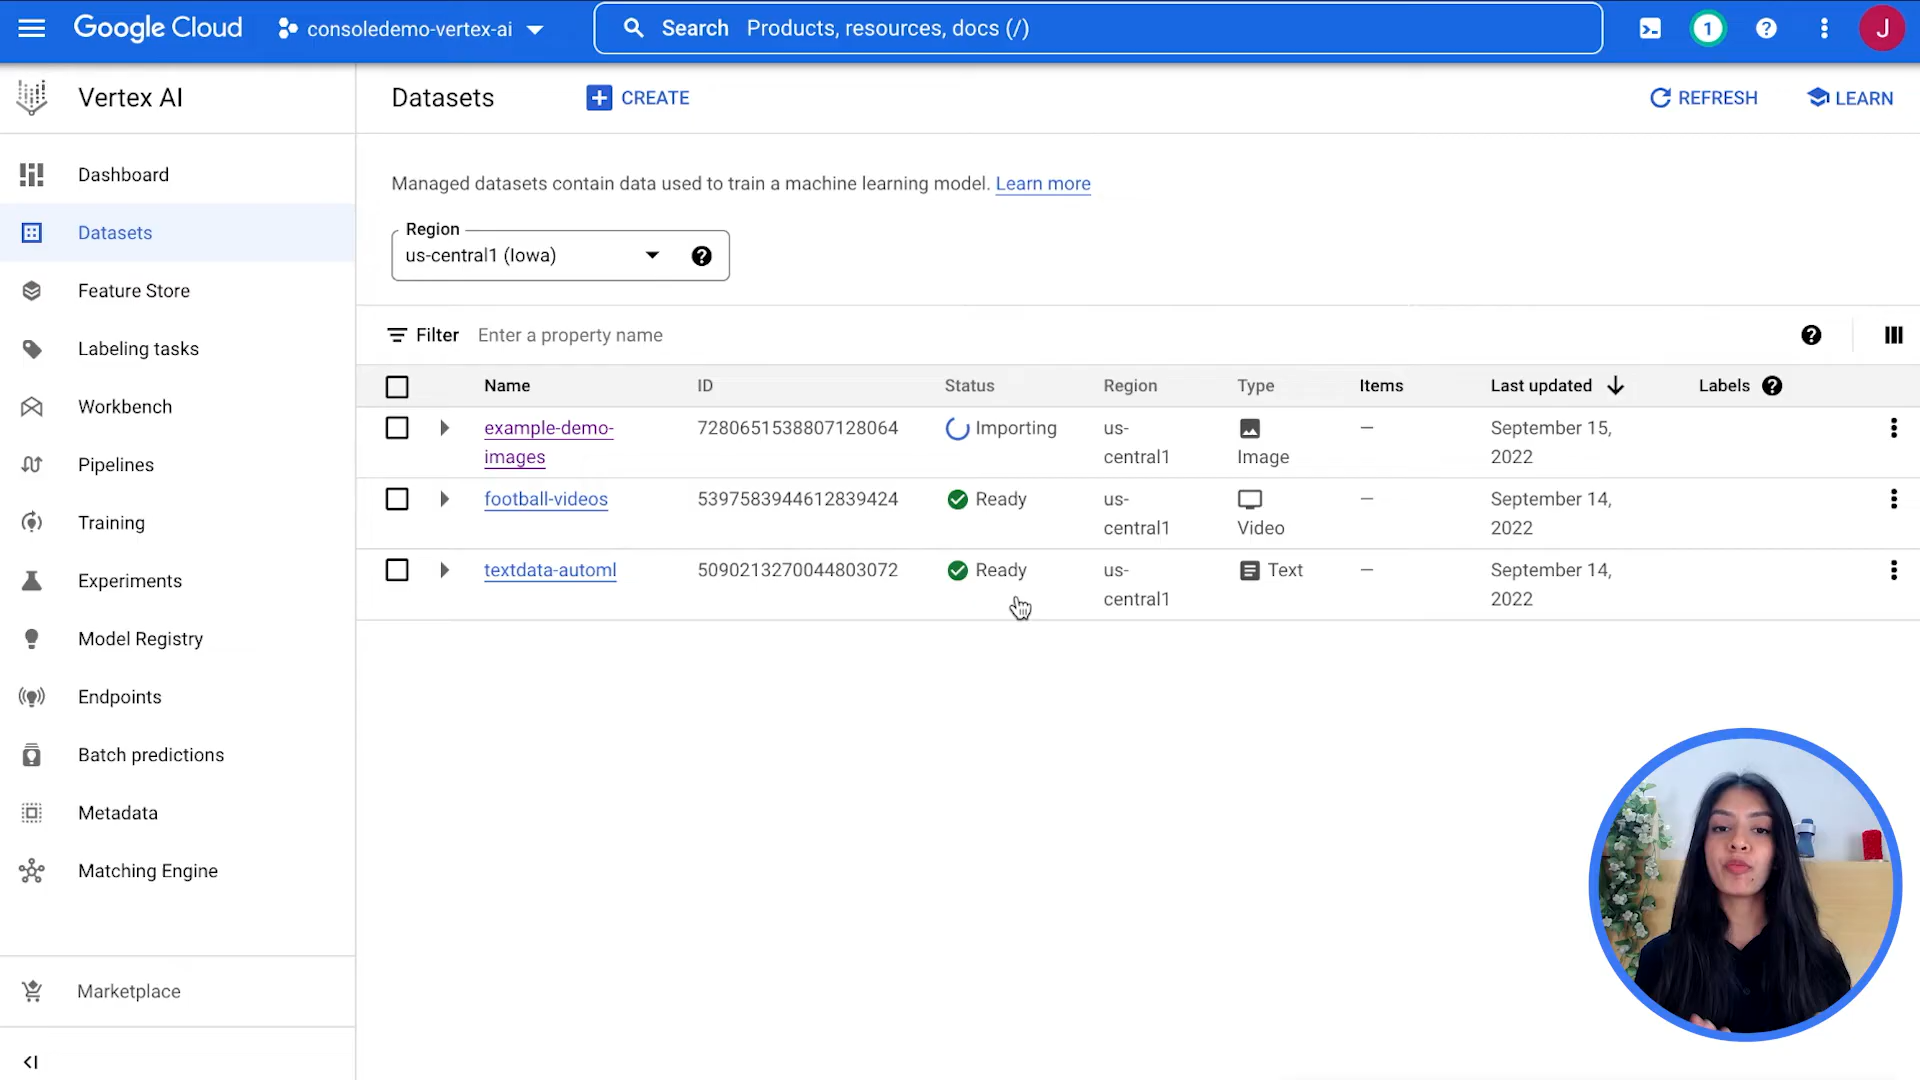 Google Cloud
consoledemo-vertex-ai
Search Products, resources, docs (/)
1
J
Vertex AI
Datasets
CREATE
REFRESH
LEARN
Dashboard
Datasets
Feature Store
Labeling tasks
Workbench
Pipelines
Training
Experiments
Model Registry
Endpoints
Batch predictions
Metadata
Matching Engine
Marketplace
Managed datasets contain data used to train a machine learning model. Learn more
Region
us-central1 (Iowa)
Filter Enter a property name
Name ID Status Region Type Items Last updated Labels
example-demo- 7280651538807128064 Importing us- — September 15,
images central1 Image 2022
football-videos 5397583944612839424 Ready us- — September 14,
central1 Video 2022
textdata-automl 5090213270044803072 Ready us- Text — September 14,
central1 2022